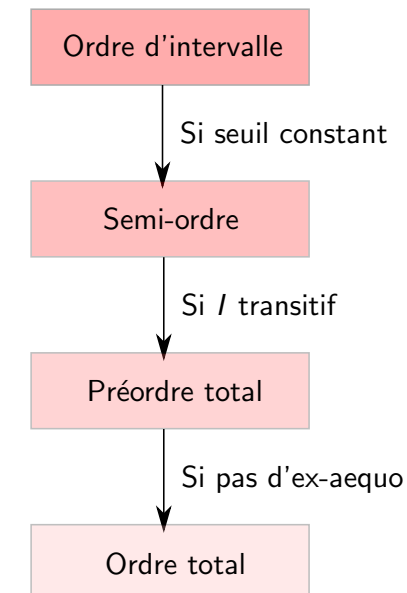 Ordre d'intervalle
Si seuil constant
Semi-ordre
Si I transitif
Préordre total
Si pas d'ex-aequo
Ordre total